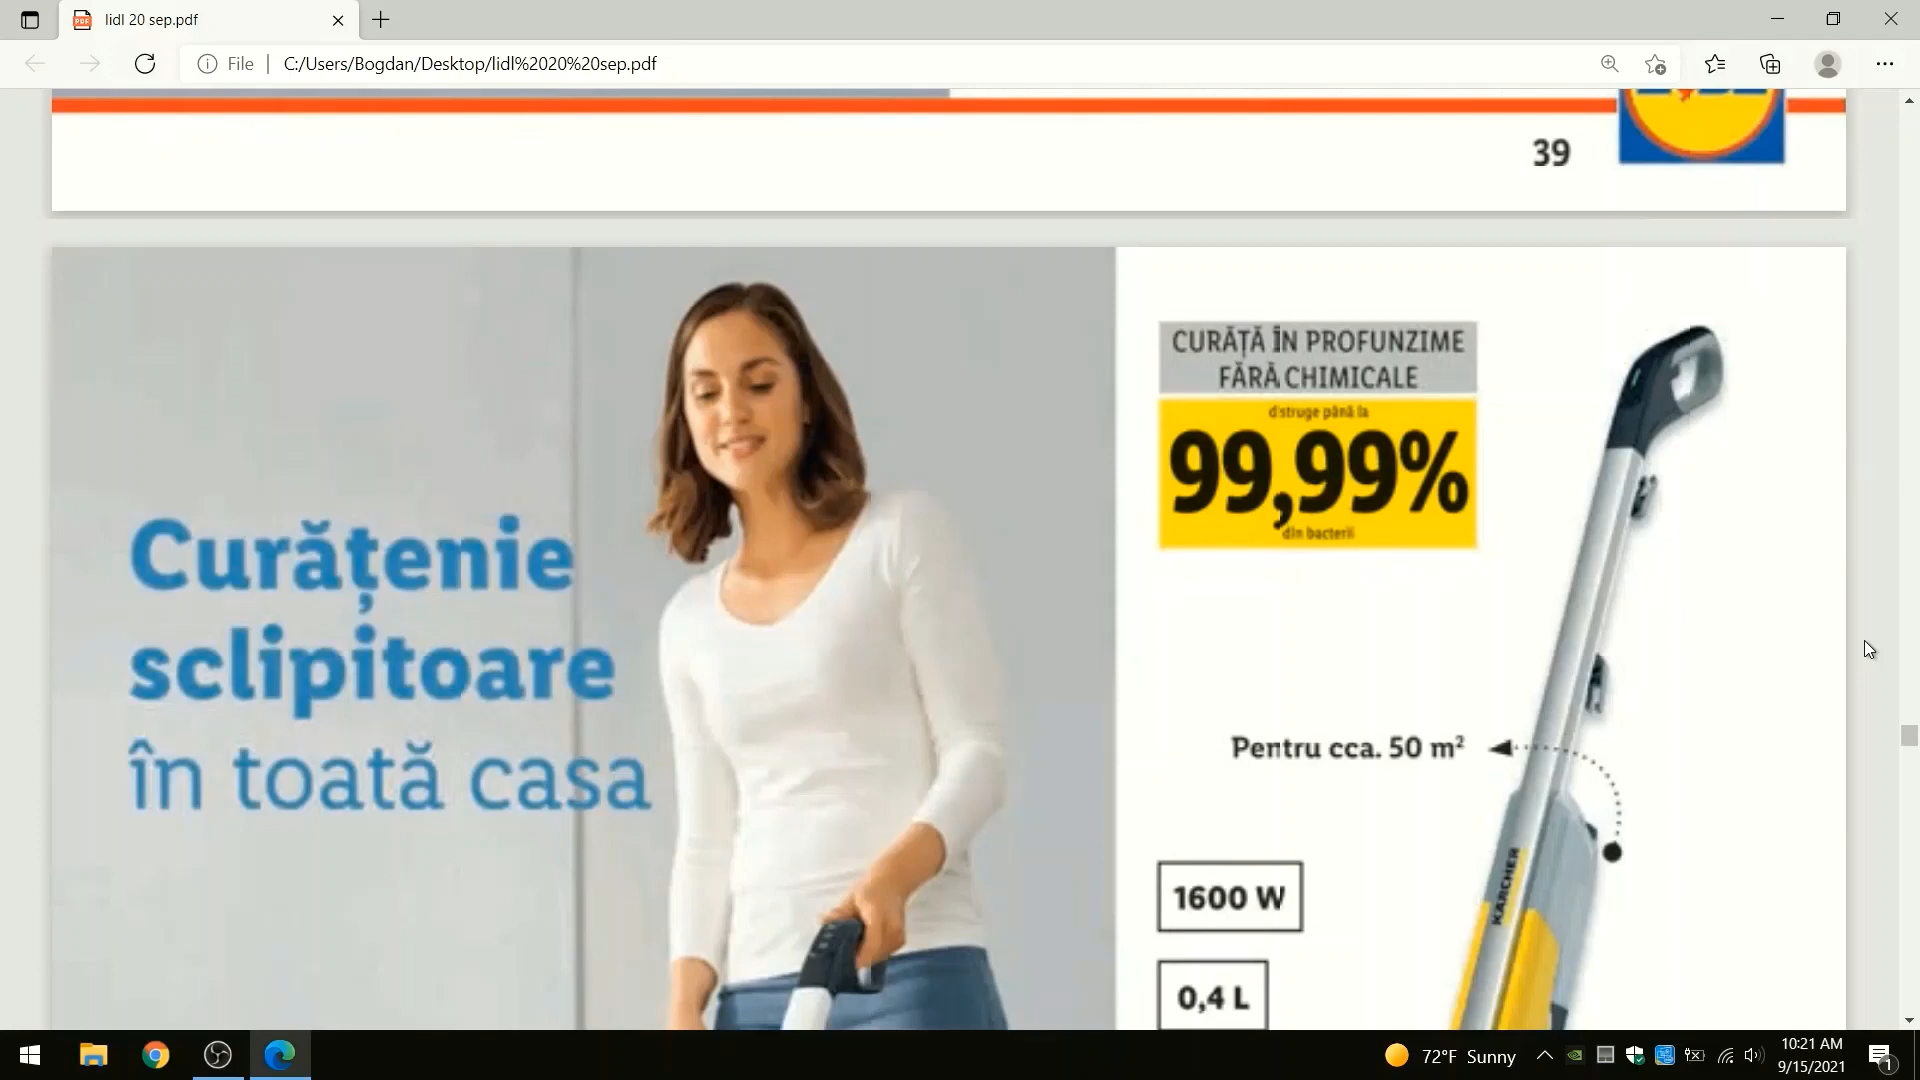 lidl 20 sep.pdf
File
C:/Users/Bogdan/Desktop/lidl%2020%20sep.pdf
39
Curățenie
sclipitoare
în toată casa
CURĂȚĂ ÎN PROFUNZIME
FĂRĂ CHIMICALE
distruge până la
99,99%
din bacterii
Pentru cca. 50 m²
1600 W
0,4 L
KARCHER
72°F Sunny
10:21 AM
9/15/2021
1